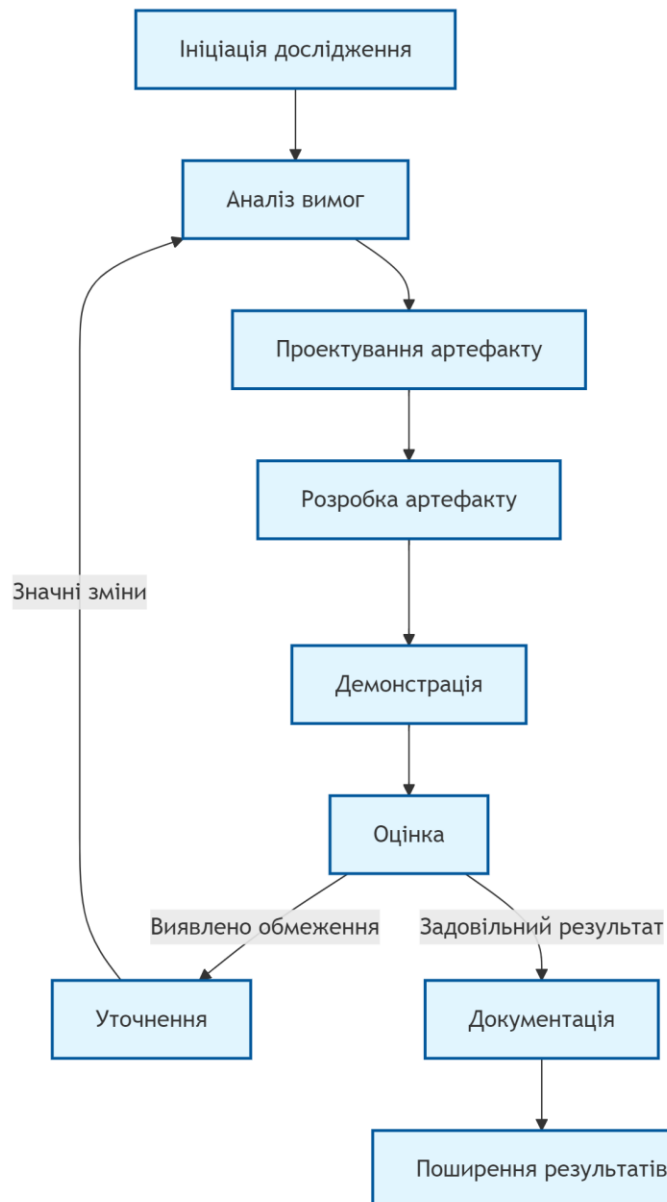 Ініціація дослідження
Аналіз вимог
Проектування артефакту
Розробка артефакту
Значні зміни
Демонстрація
Оцінка
Виявлено обмеження
Задовільний результат
Уточнення
Документація
Поширення результатів